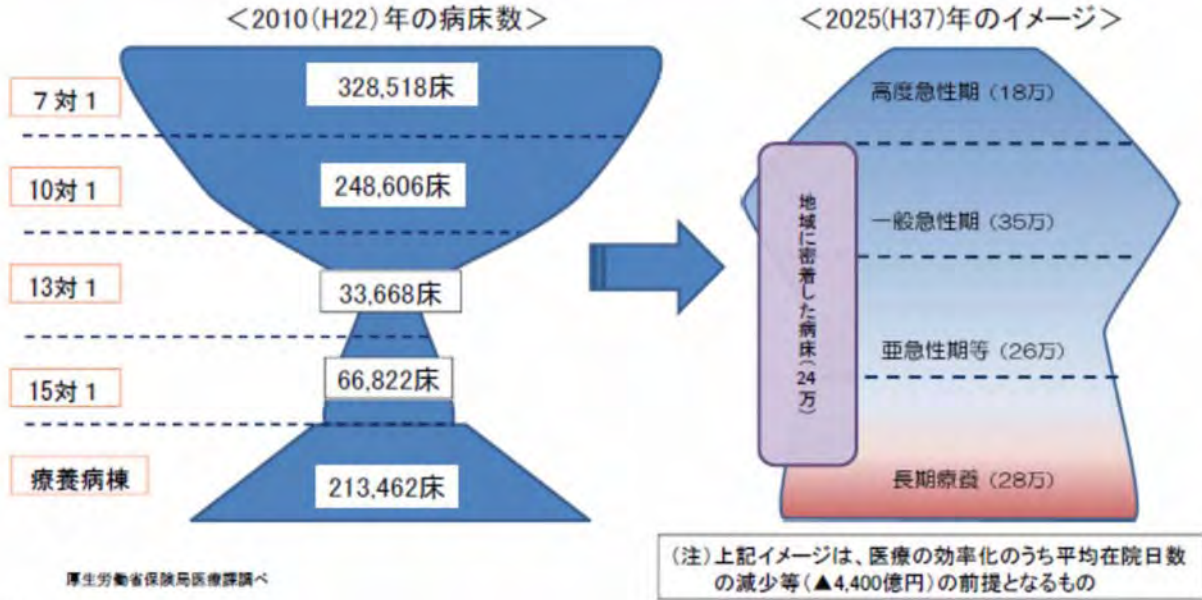 ＜2010(H22)年の病床数＞
7対1
328,518床
10対1
248,606床
13対1
33,668床
15対1
66,822床
療養病棟
213,462床
厚生労働省保険局医療課調べ
＜2025(H37)年のイメージ＞
高度急性期（18万）
一般急性期（35万）
亜急性期等（26万）
長期療養（28万）
地域に密着した病床(24万)
（注）上記イメージは、医療の効率化のうち平均在院日数
の減少等（▲4,400億円）の前提となるもの